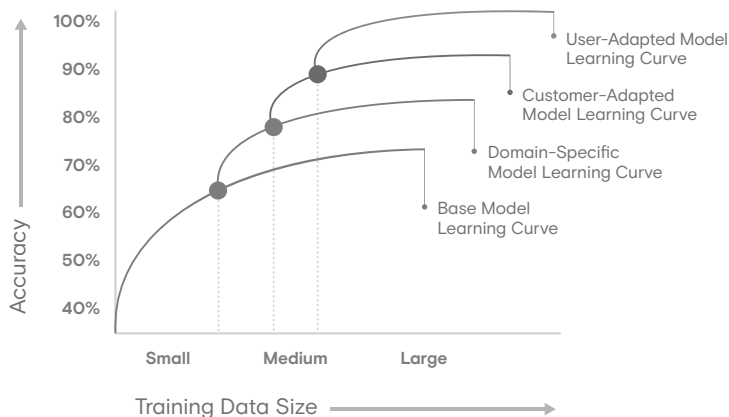 100%
90%
80%
70%
60%
50%
40%
Accuracy
User-Adapted Model
Learning Curve
Customer-Adapted
Model Learning Curve
Domain-Specific
Model Learning Curve
Base Model
Learning Curve
Small
Medium
Large
Training Data Size